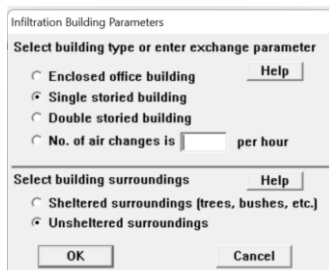 Infiltration Building Parameters
Select building type or enter exchange parameter
Enclosed office building
Help
Single storied building
Double storied building
No. of air changes is per hour
Select building surroundings
Help
Sheltered surroundings (trees, bushes, etc.)
Unsheltered surroundings
OK
Cancel